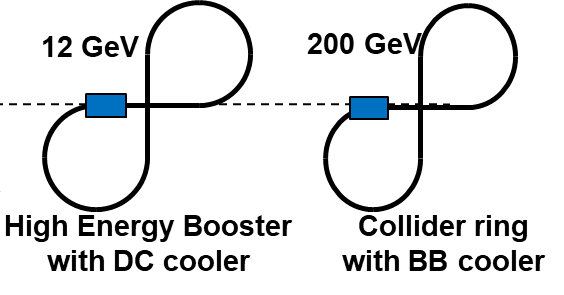 12 GeV
200 GeV
High Energy Booster
with DC cooler
Collider ring
with BB cooler